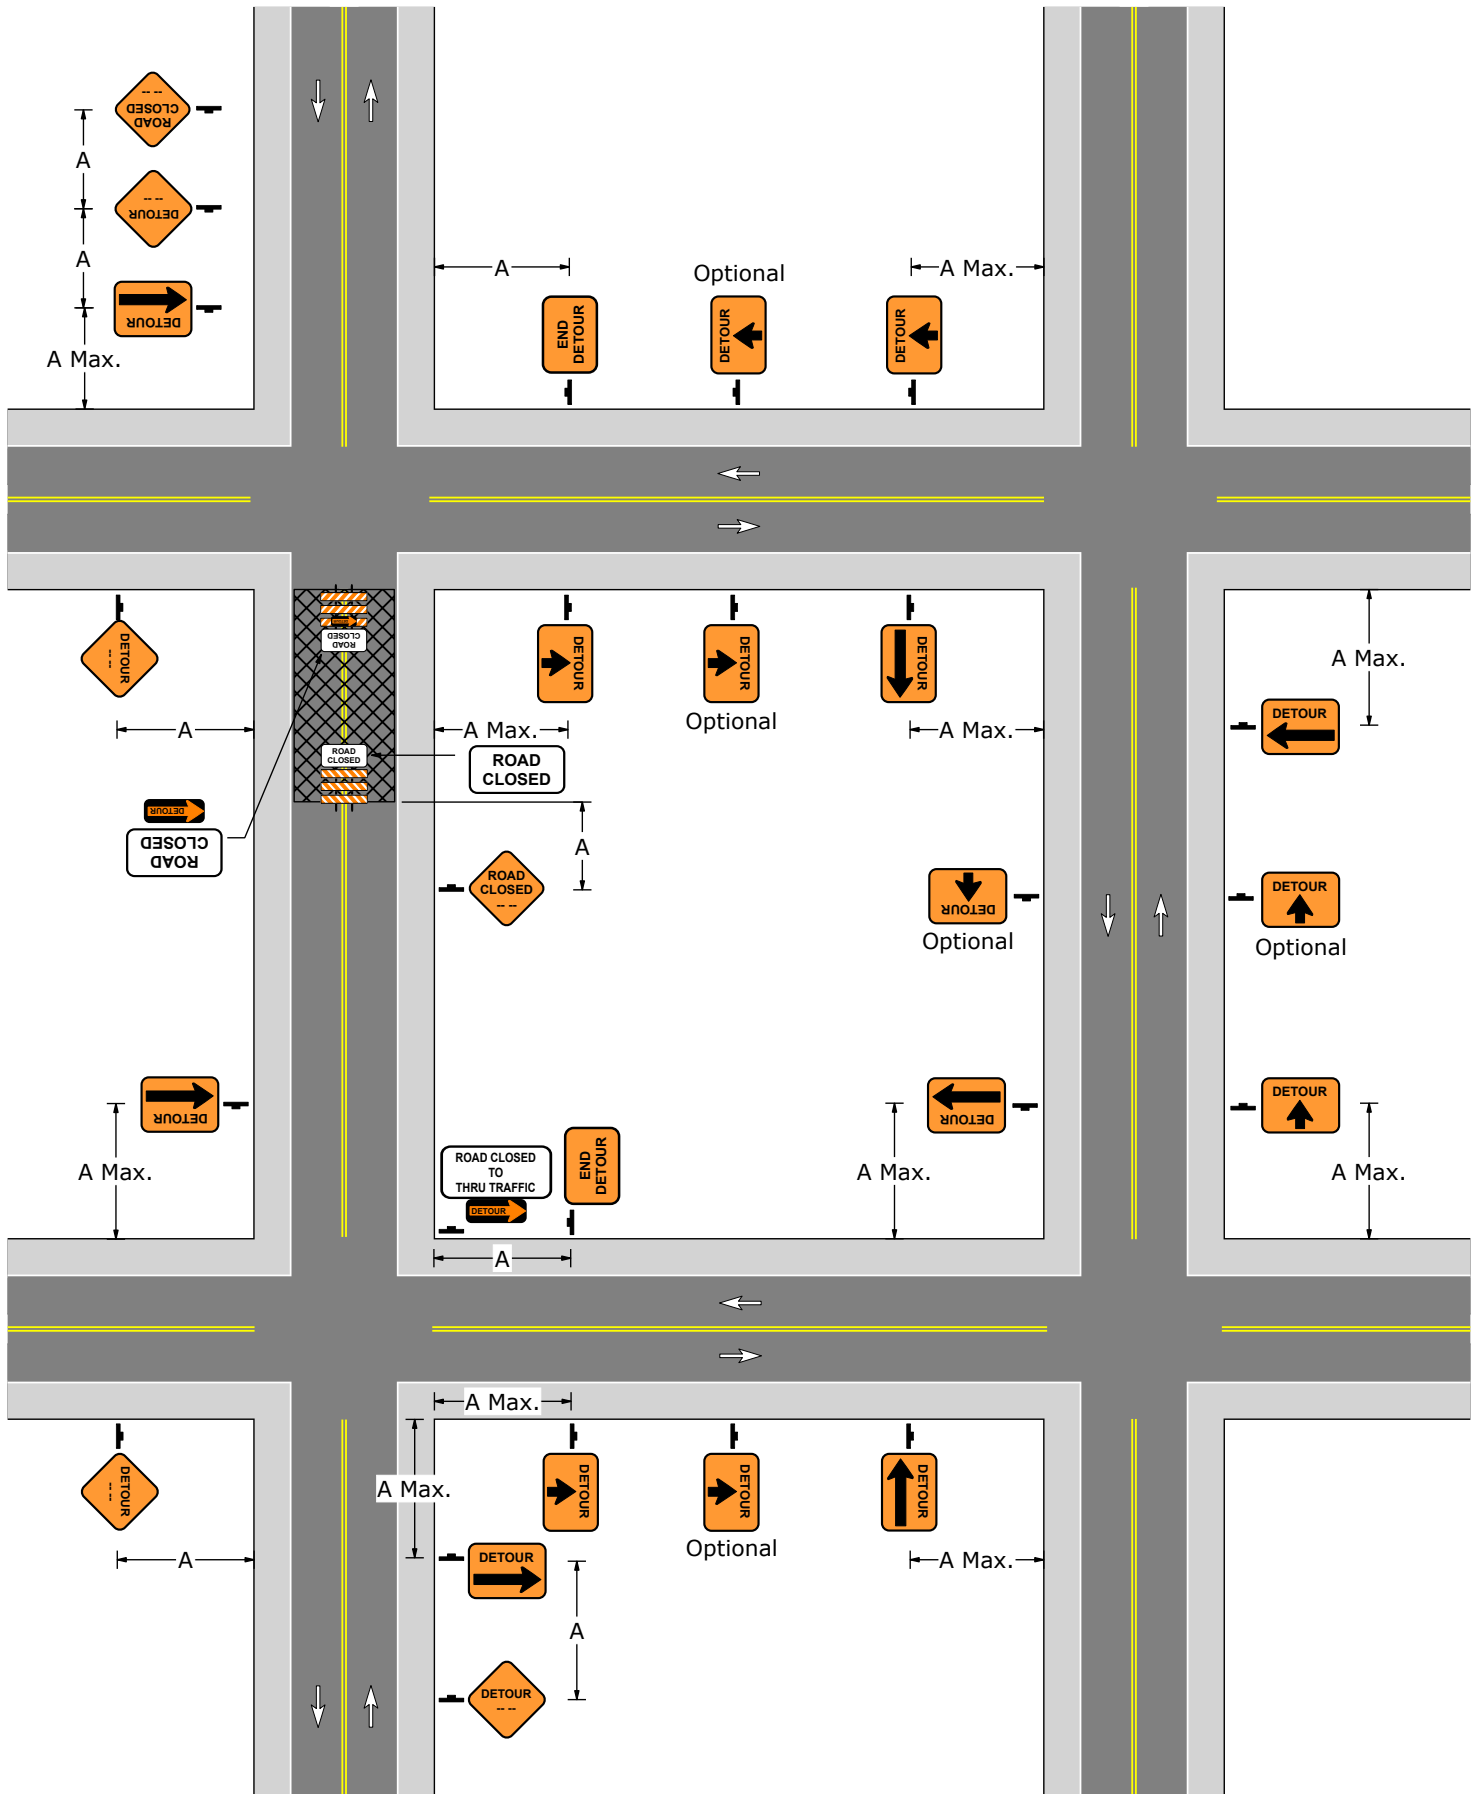 ROAD
CLOSED
-- --
A
DETOUR
-- --
A
DETOUR
A Max.
A
END
DETOUR
Optional
DETOUR
A Max.
DETOUR
DETOUR
-- --
A
ROAD
CLOSED
DETOUR
ROAD
CLOSED
DETOUR
ROAD
CLOSED
A Max.
ROAD
CLOSED
DETOUR
DETOUR
Optional
DETOUR
A Max.
A Max.
DETOUR
A
ROAD
CLOSED
-- --
DETOUR
Optional
DETOUR
Optional
DETOUR
A Max.
ROAD CLOSED
TO
THRU TRAFFIC
DETOUR
END
DETOUR
A
DETOUR
A Max.
DETOUR
A Max.
DETOUR
-- --
A
A Max.
A Max.
DETOUR
DETOUR
Optional
DETOUR
A Max.
DETOUR
A
DETOUR
-- --